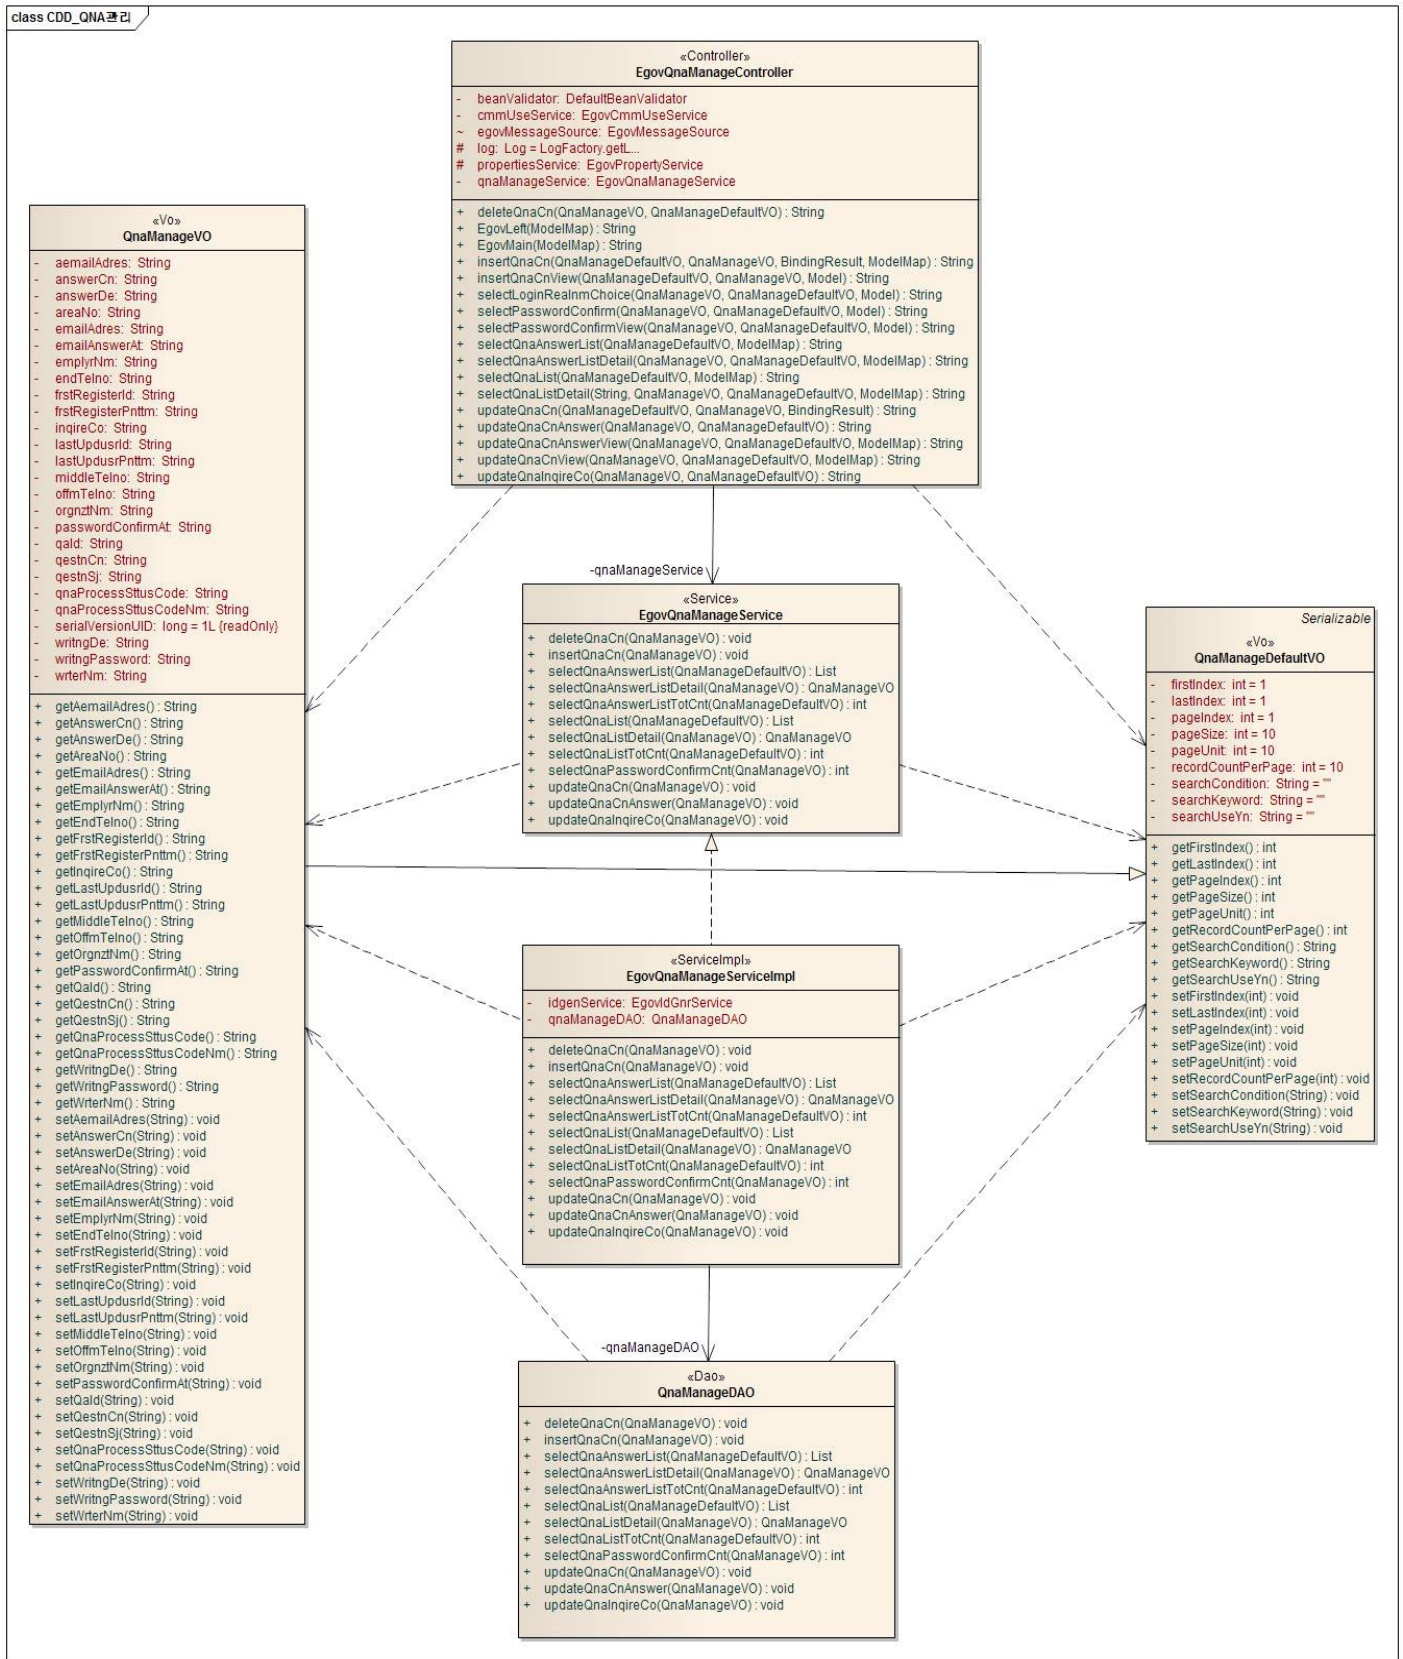 class CDD_QNA관리
«Controller»
EgovQnaManageController
- beanValidator: DefaultBeanValidator
- cmmUseService: EgovCmmUseService
~ egovMessageSource: EgovMessageSource
# log: Log = LogFactory.getL...
# propertiesService: EgovPropertyService
- qnaManageService: EgovQnaManageService
+ deleteQnaCn(QnaManageVO, QnaManageDefaultVO) : String
+ EgovLeft(ModelMap) : String
+ EgovMain(ModelMap) : String
+ insertQnaCn(QnaManageDefaultVO, QnaManageVO, BindingResult, ModelMap) : String
+ insertQnaCnView(QnaManageDefaultVO, QnaManageVO, Model) : String
+ selectLoginRealnmChoice(QnaManageVO, QnaManageDefaultVO, Model) : String
+ selectPasswordConfirm(QnaManageVO, QnaManageDefaultVO, Model) : String
+ selectPasswordConfirmView(QnaManageVO, QnaManageDefaultVO, Model) : String
+ selectQnaAnswerList(QnaManageDefaultVO, ModelMap) : String
+ selectQnaAnswerListDetail(QnaManageVO, QnaManageDefaultVO, ModelMap) : String
+ selectQnaList(QnaManageDefaultVO, ModelMap) : String
+ selectQnaListDetail(String, QnaManageVO, QnaManageDefaultVO, ModelMap) : String
+ updateQnaCn(QnaManageDefaultVO, QnaManageVO, BindingResult) : String
+ updateQnaCnAnswer(QnaManageVO, QnaManageDefaultVO) : String
+ updateQnaCnAnswerView(QnaManageVO, QnaManageDefaultVO, ModelMap) : String
+ updateQnaCnView(QnaManageVO, QnaManageDefaultVO, ModelMap) : String
+ updateQnaInqireCo(QnaManageVO, QnaManageDefaultVO) : String
«Vo»
QnaManageVO
- aemailAdres: String
- answerCn: String
- answerDe: String
- areaNo: String
- emailAdres: String
- emailAnswerAt: String
- emplyrNm: String
- endTelno: String
- frstRegisterId: String
- frstRegisterPnttm: String
- inqireCo: String
- lastUpdusrId: String
- lastUpdusrPnttm: String
- middleTelno: String
- offmTelno: String
- orgnztNm: String
- passwordConfirmAt: String
- qaId: String
- qestnCn: String
- qestnSj: String
- qnaProcessSttusCode: String
- qnaProcessSttusCodeNm: String
- serialVersionUID: long = 1L {readOnly}
- writngDe: String
- writngPassword: String
- wrterNm: String
+ getAemailAdres() : String
+ getAnswerCn() : String
+ getAnswerDe() : String
+ getAreaNo() : String
+ getEmailAdres() : String
+ getEmailAnswerAt() : String
+ getEmplyrNm() : String
+ getEndTelno() : String
+ getFrstRegisterId() : String
+ getFrstRegisterPnttm() : String
+ getInqireCo() : String
+ getLastUpdusrId() : String
+ getLastUpdusrPnttm() : String
+ getMiddleTelno() : String
+ getOffmTelno() : String
+ getOrgnztNm() : String
+ getPasswordConfirmAt() : String
+ getQaId() : String
+ getQestnCn() : String
+ getQestnSj() : String
+ getQnaProcessSttusCode() : String
+ getQnaProcessSttusCodeNm() : String
+ getWritngDe() : String
+ getWritngPassword() : String
+ getWrterNm() : String
+ setAemailAdres(String) : void
+ setAnswerCn(String) : void
+ setAnswerDe(String) : void
+ setAreaNo(String) : void
+ setEmailAdres(String) : void
+ setEmailAnswerAt(String) : void
+ setEmplyrNm(String) : void
+ setEndTelno(String) : void
+ setFrstRegisterId(String) : void
+ setFrstRegisterPnttm(String) : void
+ setInqireCo(String) : void
+ setLastUpdusrId(String) : void
+ setLastUpdusrPnttm(String) : void
+ setMiddleTelno(String) : void
+ setOffmTelno(String) : void
+ setOrgnztNm(String) : void
+ setPasswordConfirmAt(String) : void
+ setQaId(String) : void
+ setQestnCn(String) : void
+ setQestnSj(String) : void
+ setQnaProcessSttusCode(String) : void
+ setQnaProcessSttusCodeNm(String) : void
+ setWritngDe(String) : void
+ setWritngPassword(String) : void
+ setWrterNm(String) : void
-qnaManageService
«Service»
EgovQnaManageService
+ deleteQnaCn(QnaManageVO) : void
+ insertQnaCn(QnaManageVO) : void
+ selectQnaAnswerList(QnaManageDefaultVO) : List
+ selectQnaAnswerListDetail(QnaManageVO) : QnaManageVO
+ selectQnaAnswerListTotCnt(QnaManageDefaultVO) : int
+ selectQnaList(QnaManageDefaultVO) : List
+ selectQnaListDetail(QnaManageVO) : QnaManageVO
+ selectQnaListTotCnt(QnaManageDefaultVO) : int
+ selectQnaPasswordConfirmCnt(QnaManageVO) : int
+ updateQnaCn(QnaManageVO) : void
+ updateQnaCnAnswer(QnaManageVO) : void
+ updateQnaInqireCo(QnaManageVO) : void
Serializable
«Vo»
QnaManageDefaultVO
- firstIndex: int = 1
- lastIndex: int = 1
- pageIndex: int = 1
- pageSize: int = 10
- pageUnit: int = 10
- recordCountPerPage: int = 10
- searchCondition: String = ""
- searchKeyword: String = ""
- searchUseYn: String = ""
+ getFirstIndex() : int
+ getLastIndex() : int
+ getPageIndex() : int
+ getPageSize() : int
+ getPageUnit() : int
+ getRecordCountPerPage() : int
+ getSearchCondition() : String
+ getSearchKeyword() : String
+ getSearchUseYn() : String
+ setFirstIndex(int) : void
+ setLastIndex(int) : void
+ setPageIndex(int) : void
+ setPageSize(int) : void
+ setPageUnit(int) : void
+ setRecordCountPerPage(int) : void
+ setSearchCondition(String) : void
+ setSearchKeyword(String) : void
+ setSearchUseYn(String) : void
«ServiceImpl»
EgovQnaManageServiceImpl
- idgenService: EgovIdGnrService
- qnaManageDAO: QnaManageDAO
+ deleteQnaCn(QnaManageVO) : void
+ insertQnaCn(QnaManageVO) : void
+ selectQnaAnswerList(QnaManageDefaultVO) : List
+ selectQnaAnswerListDetail(QnaManageVO) : QnaManageVO
+ selectQnaAnswerListTotCnt(QnaManageDefaultVO) : int
+ selectQnaList(QnaManageDefaultVO) : List
+ selectQnaListDetail(QnaManageVO) : QnaManageVO
+ selectQnaListTotCnt(QnaManageDefaultVO) : int
+ selectQnaPasswordConfirmCnt(QnaManageVO) : int
+ updateQnaCn(QnaManageVO) : void
+ updateQnaCnAnswer(QnaManageVO) : void
+ updateQnaInqireCo(QnaManageVO) : void
-qnaManageDAO
«Dao»
QnaManageDAO
+ deleteQnaCn(QnaManageVO) : void
+ insertQnaCn(QnaManageVO) : void
+ selectQnaAnswerList(QnaManageDefaultVO) : List
+ selectQnaAnswerListDetail(QnaManageVO) : QnaManageVO
+ selectQnaAnswerListTotCnt(QnaManageDefaultVO) : int
+ selectQnaList(QnaManageDefaultVO) : List
+ selectQnaListDetail(QnaManageVO) : QnaManageVO
+ selectQnaListTotCnt(QnaManageDefaultVO) : int
+ selectQnaPasswordConfirmCnt(QnaManageVO) : int
+ updateQnaCn(QnaManageVO) : void
+ updateQnaCnAnswer(QnaManageVO) : void
+ updateQnaInqireCo(QnaManageVO) : void